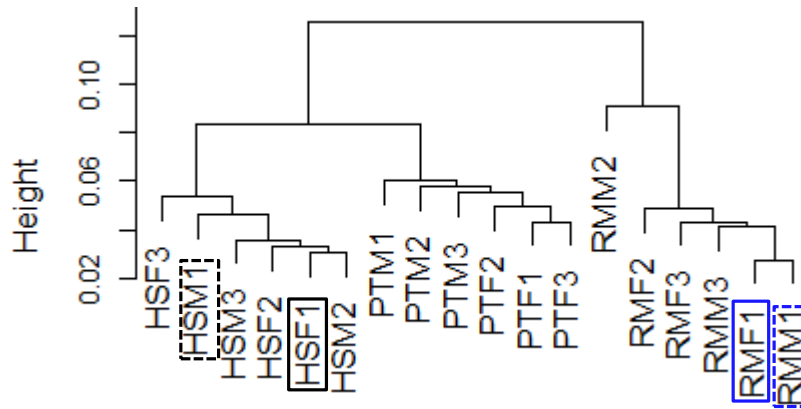 Height
0.10
0.06
0.02
HSF3
HSM1
HSM3
HSF2
HSF1
HSM2
PTM1
PTM2
PTM3
PTF2
PTF1
PTF3
RMM2
RMF2
RMF3
RMM3
RMF1
RMM1